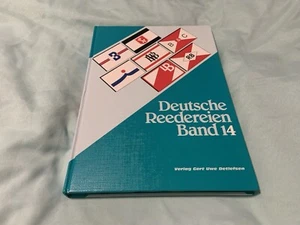 Deutsche
Reedereien
Band 14
Verlag Gert Uwe Detlefsen